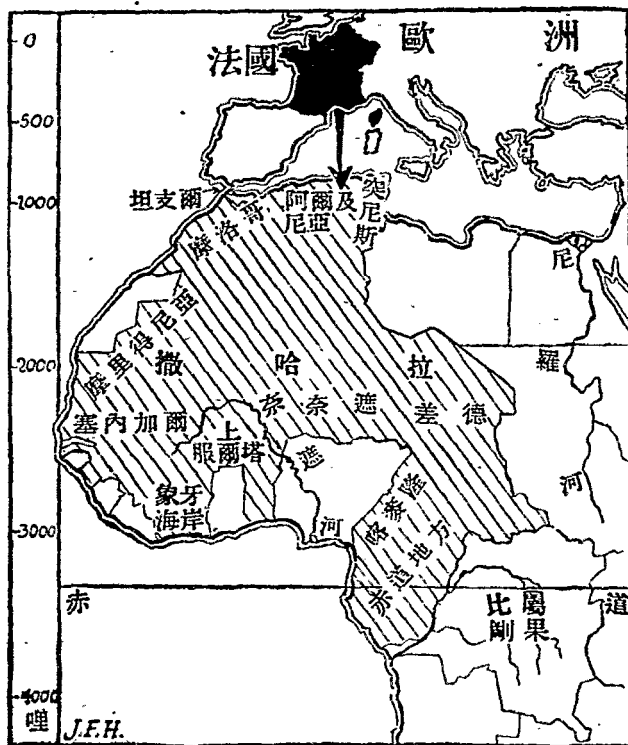 0
500
1000
2000
3000
4000
哩
法國
歐洲
坦支爾
摩洛哥
阿爾及
尼亞
突尼斯
尼羅河
摩里得尼亞
撒哈拉
奈遮
差德
塞內加爾
上
服爾塔
奈遮河
象牙
海岸
喀麥隆
赤道地方
赤道
比屬
剛果
J.F.H.